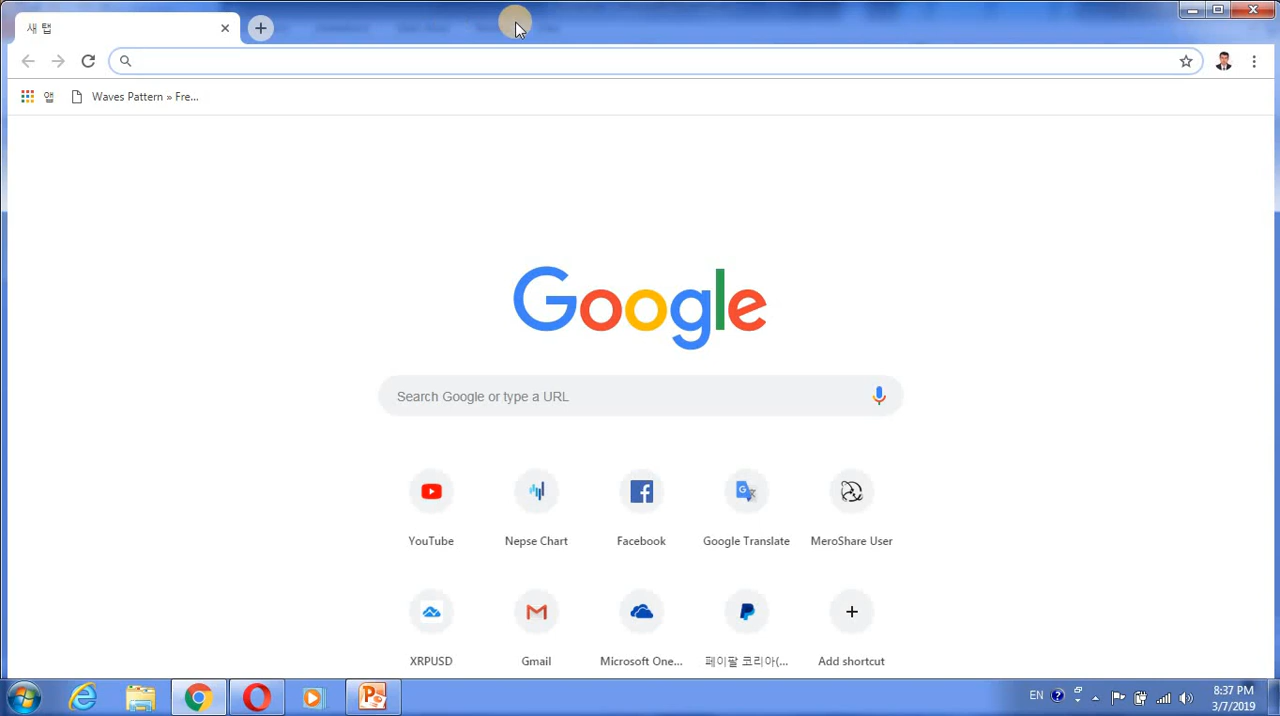 새 탭
앱
Waves Pattern » Fre...
Google
Search Google or type a URL
YouTube
Nepse Chart
Facebook
Google Translate
MeroShare User
XRPUSD
Gmail
Microsoft One...
페이팔 코리아(...
Add shortcut
EN
8:37 PM
3/7/2019